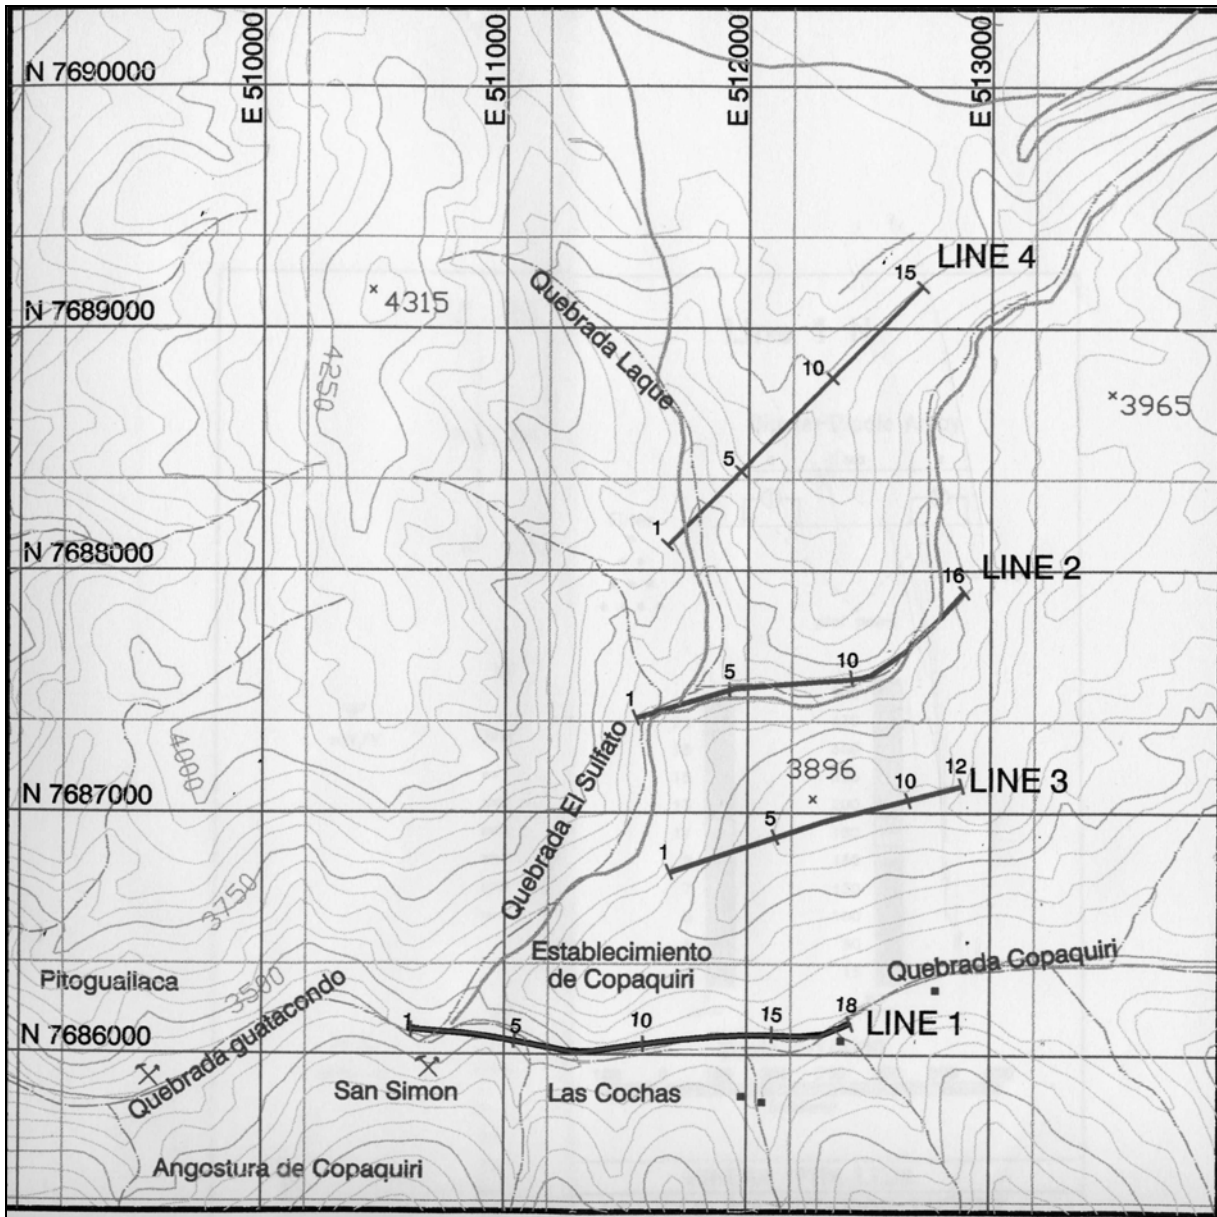 E 510000
E 511000
E 512000
E 513000
N 7690000
LINE 4
15
4315
N 7689000
Quebrada Laque
4250
10
3965
5
1
N 7688000
LINE 2
16
10
5
1
Quebrada El Sulfato
4000
3896
12
LINE 3
10
N 7687000
5
1
3750
Establecimiento
de Copaquiri
Quebrada Copaquiri
Pitoguailaca
3500
Quebrada guatacondo
1
5
10
15
18
LINE 1
N 7686000
San Simon
Las Cochas
Angostura de Copaquiri